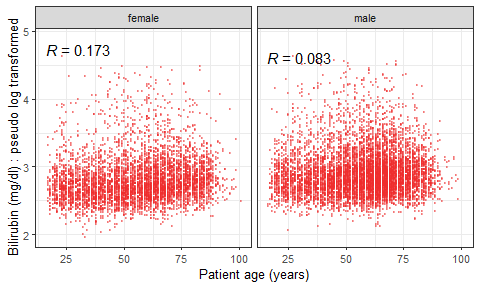 female
male
R = 0.173
R = 0.083
Bilirubin (mg/dl) : pseudo log transformed
5
4
3
2
25
50
75
100
25
50
75
100
Patient age (years)